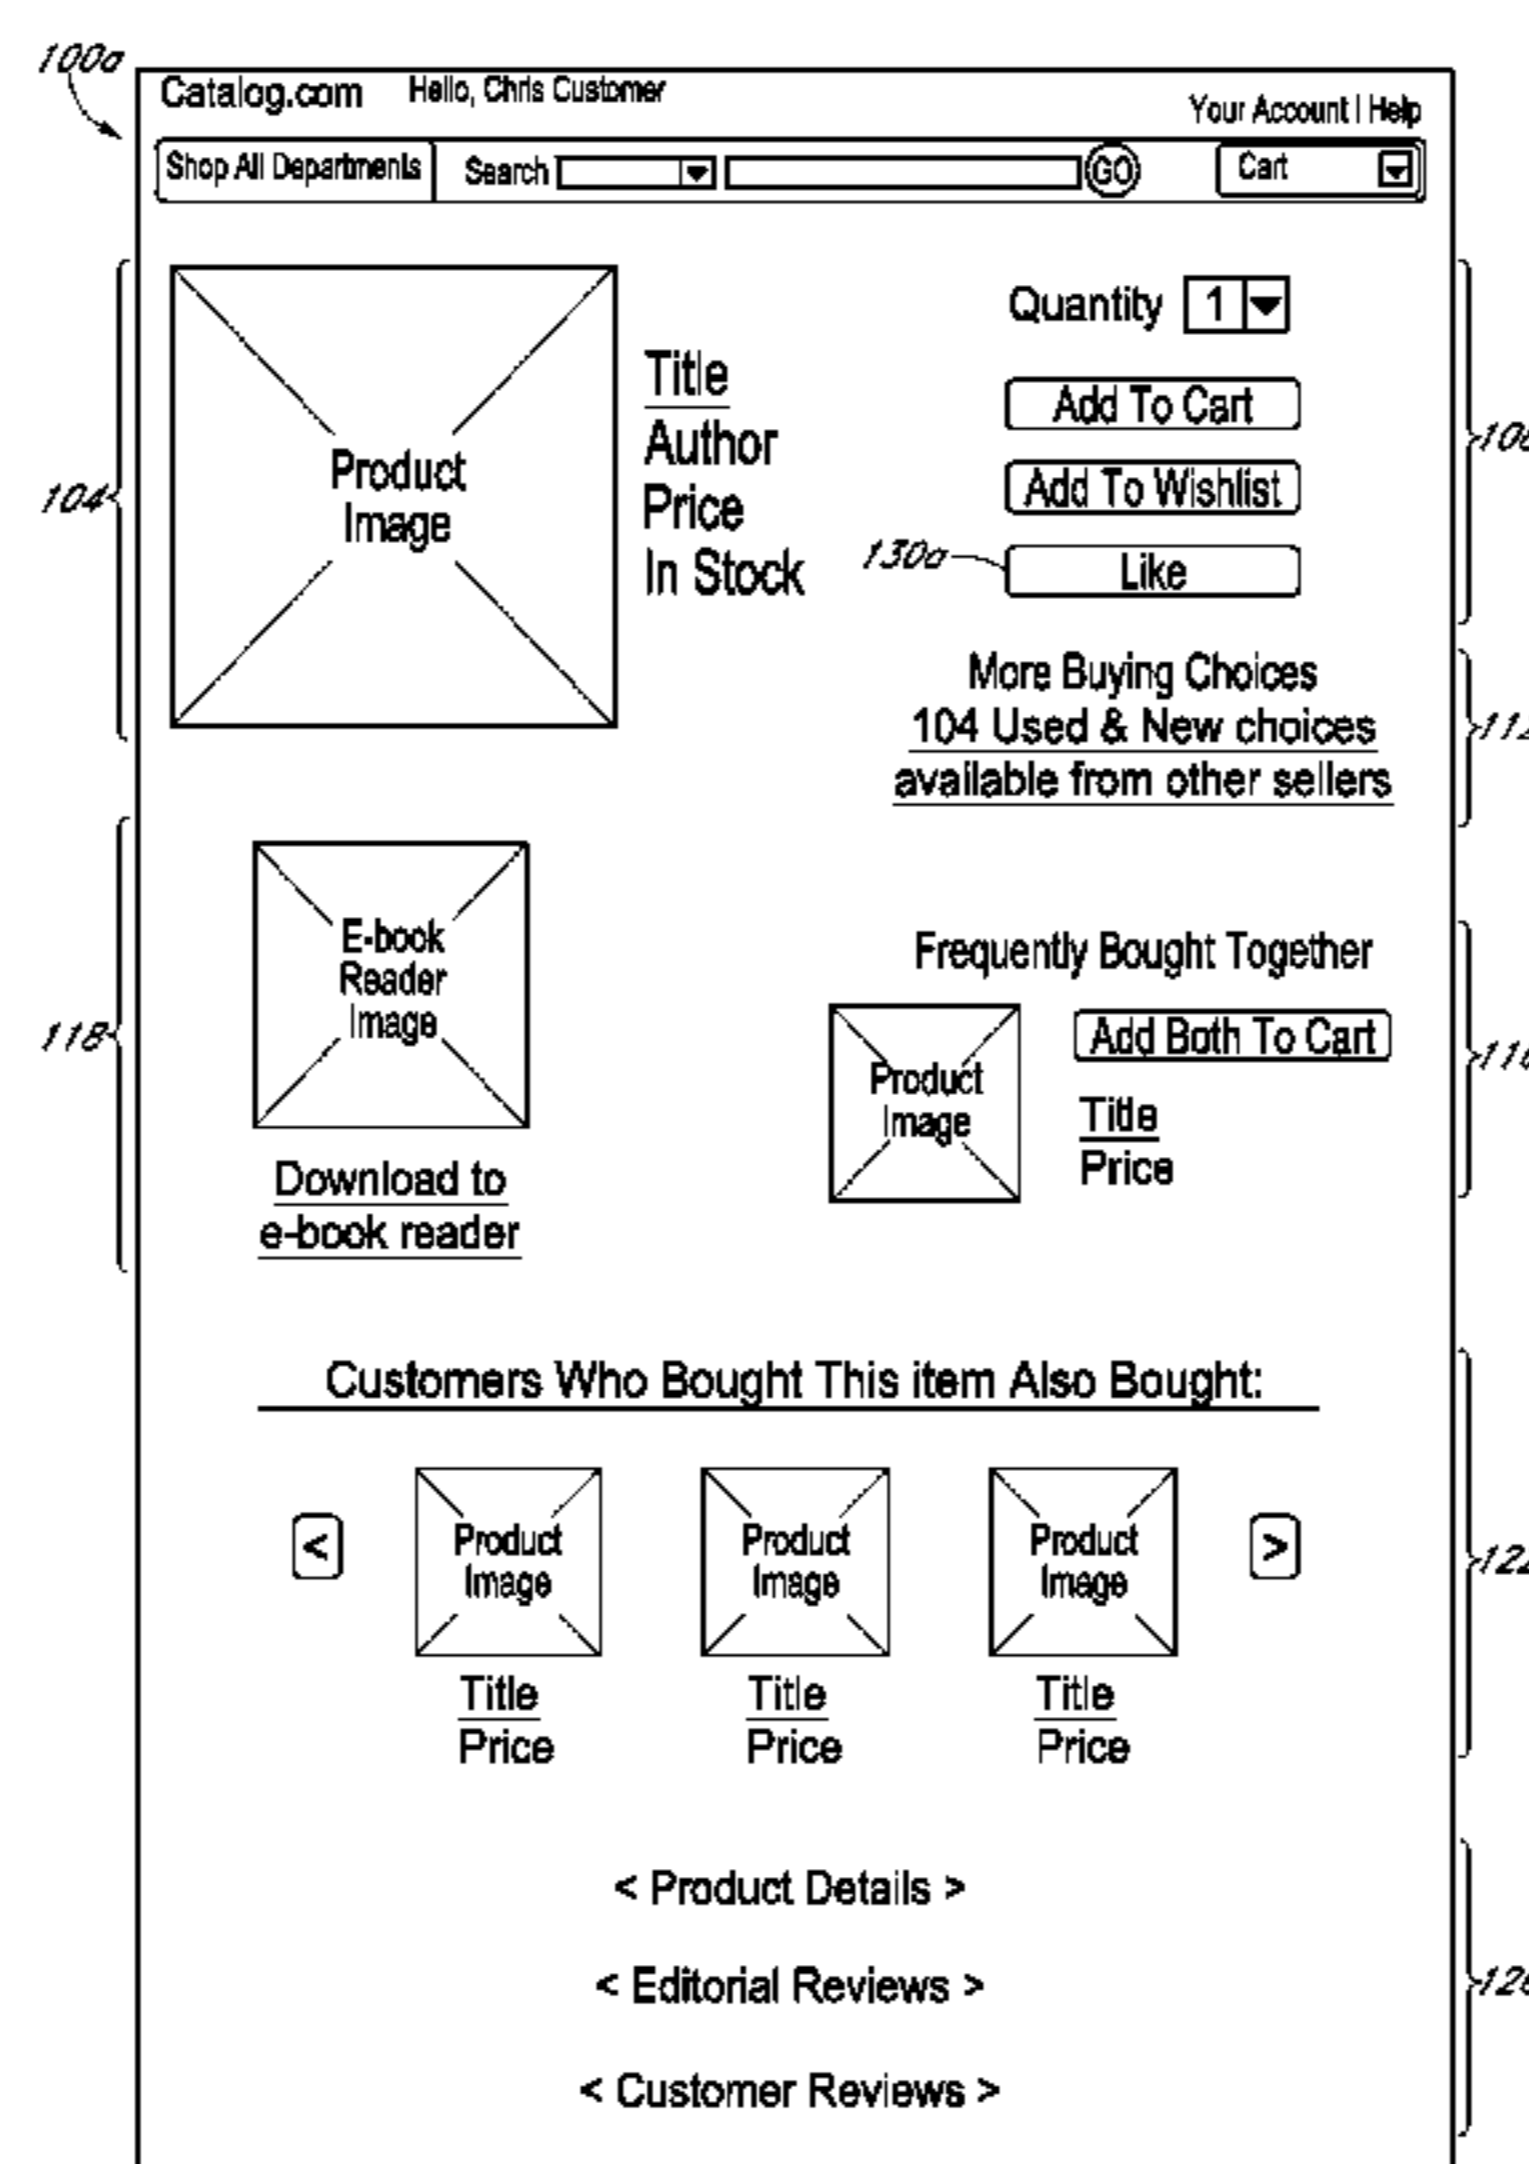 100a
Catalog.com Hello, Chris Customer
Your Account | Help
Shop All Departments Search GO Cart
Quantity 1
Title
Add To Cart
Author
Product
Image
104
Add To Wishlist
Price
In Stock
130a
Like
More Buying Choices
104 Used & New choices
available from other sellers
E-book
Reader
Image
118
Frequently Bought Together
Add Both To Cart
Product
Image
Title
Price
Download to
e-book reader
Customers Who Bought This item Also Bought:
< Product Product Product >
Image Image Image
Title Title Title
Price Price Price
< Product Details >
< Editorial Reviews >
< Customer Reviews >